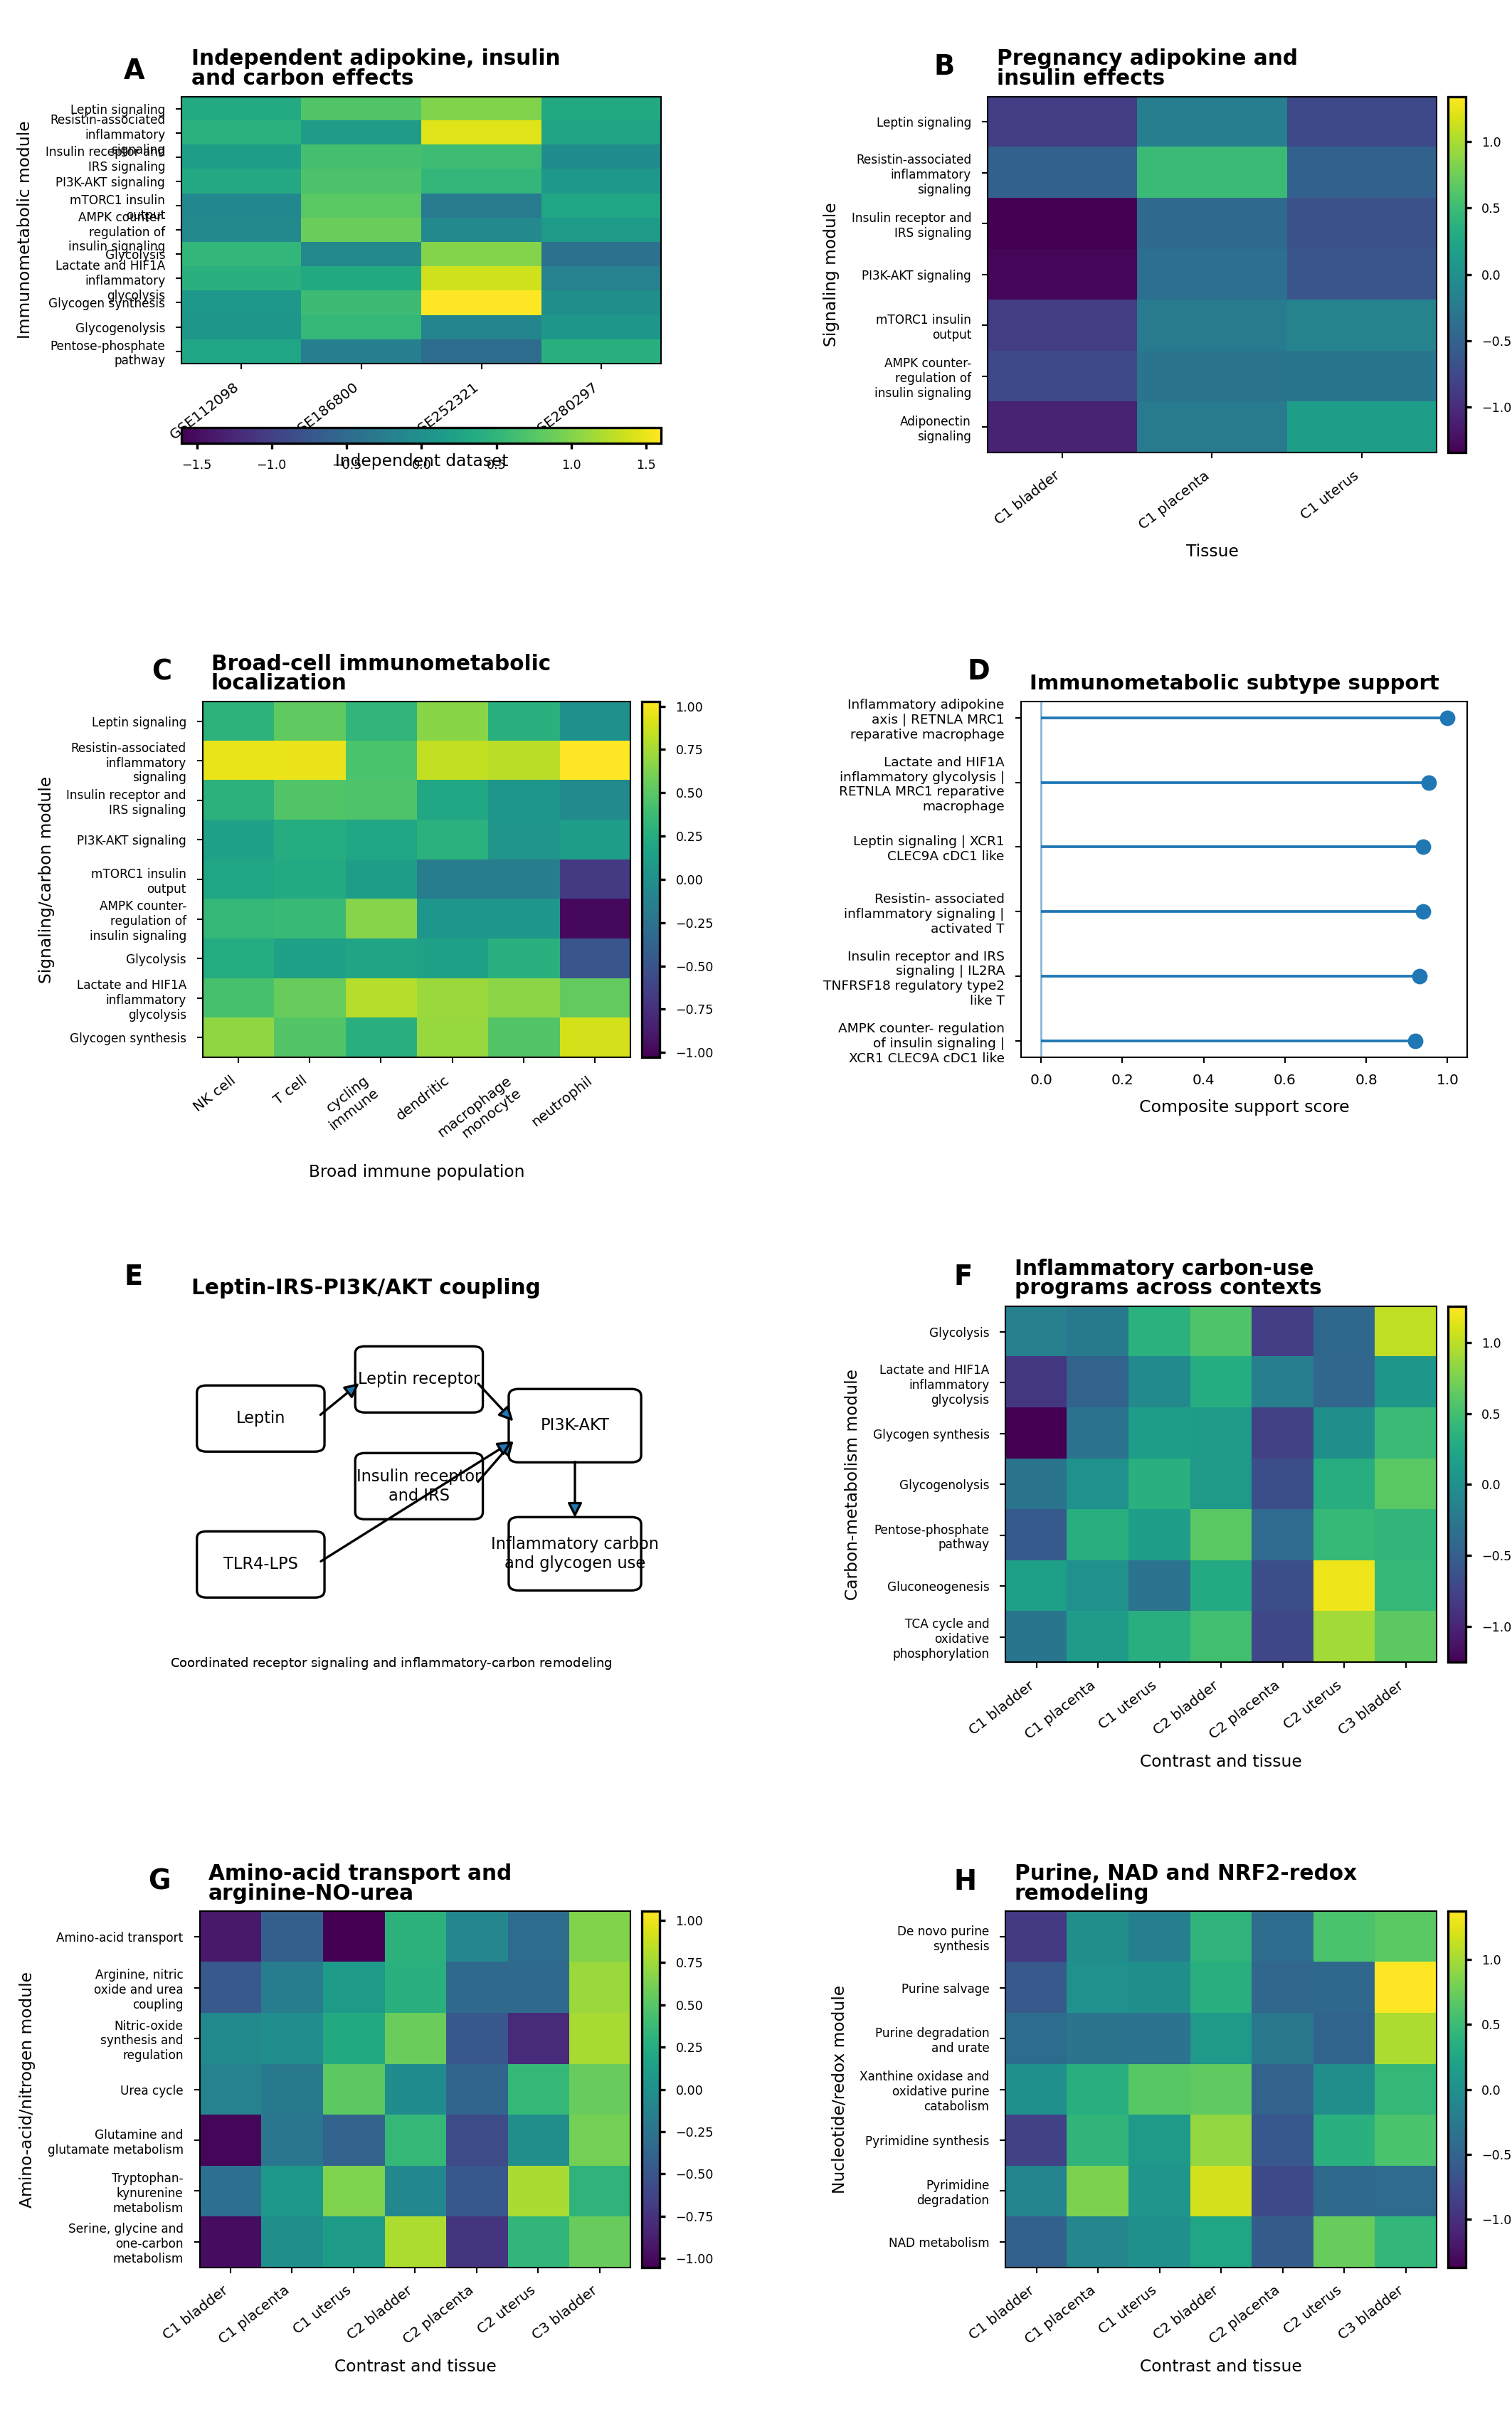 A
Independent adipokine, insulin
and carbon effects
Immunometabolic module
Leptin signaling
Resistin-associated
inflammatory
signaling
Insulin receptor and
IRS signaling
PI3K-AKT signaling
mTORC1 insulin
output
AMPK counter-
regulation of
insulin signaling
Glycolysis
Lactate and HIF1A
inflammatory
glycolysis
Glycogen synthesis
Glycogenolysis
Pentose-phosphate
pathway
GSE112098
SE186800
SE252321
SE280297
−1.5
−1.0
−0.5
0.0
0.5
1.0
1.5
Independent dataset
B
Pregnancy adipokine and
insulin effects
Signaling module
Leptin signaling
Resistin-associated
inflammatory
signaling
Insulin receptor and
IRS signaling
PI3K-AKT signaling
mTORC1 insulin
output
AMPK counter-
regulation of
insulin signaling
Adiponectin
signaling
C1 bladder
C1 placenta
C1 uterus
Tissue
1.0
0.5
0.0
−0.5
−1.0
C
Broad-cell immunometabolic
localization
Signaling/carbon module
Leptin signaling
Resistin-associated
inflammatory
signaling
Insulin receptor and
IRS signaling
PI3K-AKT signaling
mTORC1 insulin
output
AMPK counter-
regulation of
insulin signaling
Glycolysis
Lactate and HIF1A
inflammatory
glycolysis
Glycogen synthesis
NK cell
T cell
cycling
immune
dendritic
macrophage
monocyte
neutrophil
Broad immune population
1.00
0.75
0.50
0.25
0.00
−0.25
−0.50
−0.75
−1.00
D
Immunometabolic subtype support
Inflammatory adipokine
axis | RETNLA MRC1
reparative macrophage
Lactate and HIF1A
inflammatory glycolysis |
RETNLA MRC1 reparative
macrophage
Leptin signaling | XCR1
CLEC9A cDC1 like
Resistin- associated
inflammatory signaling |
activated T
Insulin receptor and IRS
signaling | IL2RA
TNFRSF18 regulatory type2
like T
AMPK counter- regulation
of insulin signaling |
XCR1 CLEC9A cDC1 like
0.0
0.2
0.4
0.6
0.8
1.0
Composite support score
E
Leptin-IRS-PI3K/AKT coupling
Leptin
Leptin receptor
PI3K-AKT
Insulin receptor
and IRS
TLR4-LPS
Inflammatory carbon
and glycogen use
Coordinated receptor signaling and inflammatory-carbon remodeling
F
Inflammatory carbon-use
programs across contexts
Carbon-metabolism module
Glycolysis
Lactate and HIF1A
inflammatory
glycolysis
Glycogen synthesis
Glycogenolysis
Pentose-phosphate
pathway
Gluconeogenesis
TCA cycle and
oxidative
phosphorylation
C1 bladder
C1 placenta
C1 uterus
C2 bladder
C2 placenta
C2 uterus
C3 bladder
Contrast and tissue
1.0
0.5
0.0
−0.5
−1.0
G
Amino-acid transport and
arginine-NO-urea
Amino-acid/nitrogen module
Amino-acid transport
Arginine, nitric
oxide and urea
coupling
Nitric-oxide
synthesis and
regulation
Urea cycle
Glutamine and
glutamate metabolism
Tryptophan-
kynurenine
metabolism
Serine, glycine and
one-carbon
metabolism
C1 bladder
C1 placenta
C1 uterus
C2 bladder
C2 placenta
C2 uterus
C3 bladder
Contrast and tissue
1.00
0.75
0.50
0.25
0.00
−0.25
−0.50
−0.75
−1.00
H
Purine, NAD and NRF2-redox
remodeling
Nucleotide/redox module
De novo purine
synthesis
Purine salvage
Purine degradation
and urate
Xanthine oxidase and
oxidative purine
catabolism
Pyrimidine synthesis
Pyrimidine
degradation
NAD metabolism
C1 bladder
C1 placenta
C1 uterus
C2 bladder
C2 placenta
C2 uterus
C3 bladder
Contrast and tissue
1.0
0.5
0.0
−0.5
−1.0